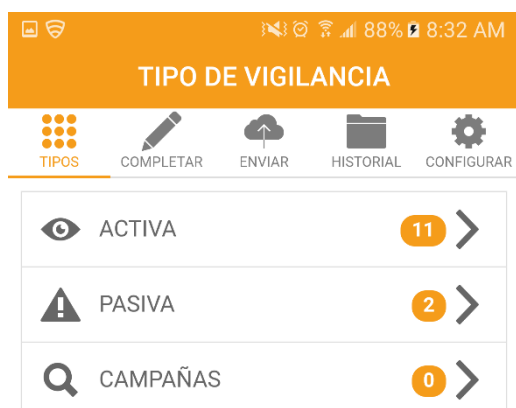 88% 8:32 AM
TIPO DE VIGILANCIA
TIPOS COMPLETAR ENVIAR HISTORIAL CONFIGURAR
ACTIVA 11
PASIVA 2
CAMPAÑAS 0